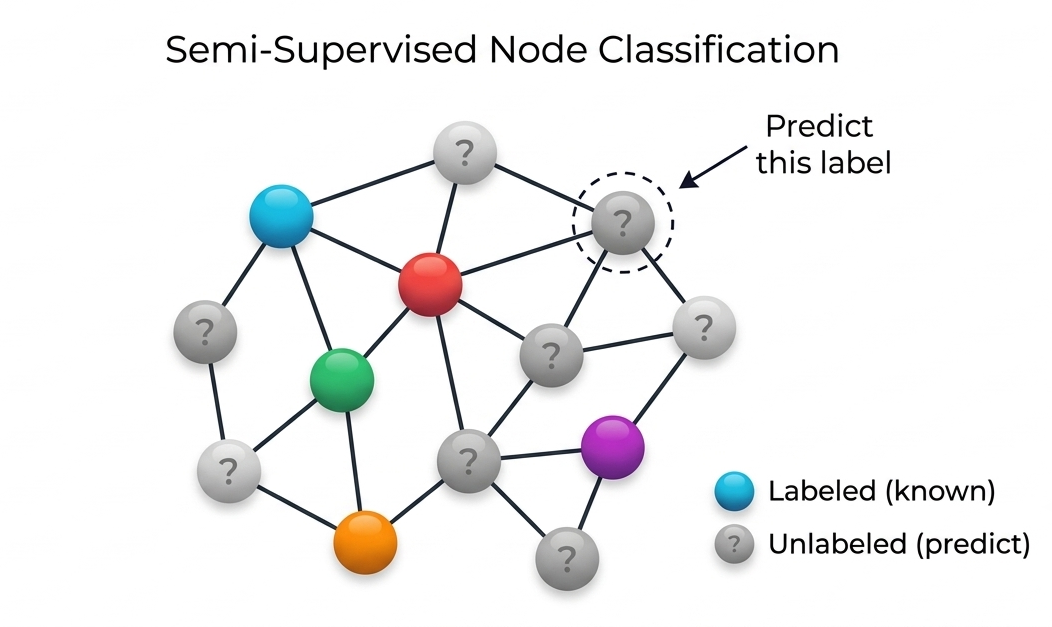 Semi-Supervised Node Classification
Predict
this label
?
?
?
?
?
?
?
?
Labeled (known)
? Unlabeled (predict)